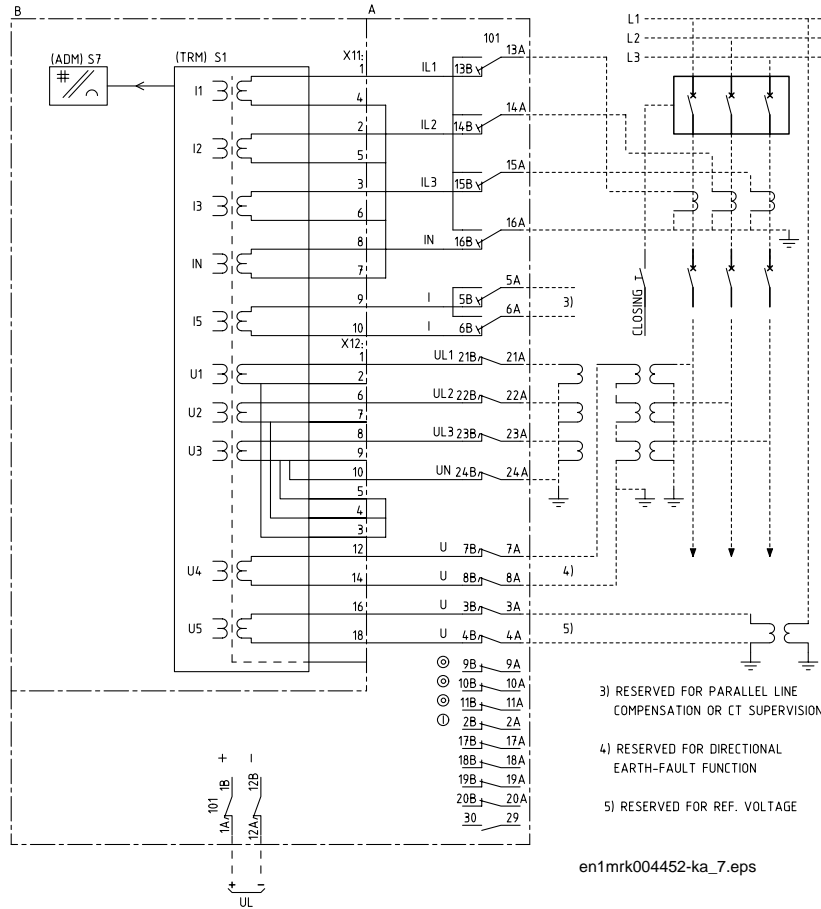 B
A
L1
L2
L3
101
(ADM) S7
#
(TRM) S1
X11:
I1
1
IL1
13B
13A
4
I2
2
IL2
14B
14A
5
I3
3
IL3
15B
15A
6
IN
8
IN
16B
16A
7
I5
9
I
5B
5A
3)
10
I
6B
6A
CLOSING
X12:
U1
1
UL1
21B
21A
2
U2
6
UL2
22B
22A
7
U3
8
UL3
23B
23A
9
10
UN
24B
24A
5
4
3
U4
12
U
7B
7A
4)
14
U
8B
8A
U5
16
U
3B
3A
5)
18
U
4B
4A
9B
9A
10B
10A
11B
11A
2B
2A
17B
17A
18B
18A
19B
19A
20B
20A
30
29
3) RESERVED FOR PARALLEL LINE
COMPENSATION OR CT SUPERVISION
4) RESERVED FOR DIRECTIONAL
EARTH-FAULT FUNCTION
5) RESERVED FOR REF. VOLTAGE
+
-
101
1B
12B
1A
12A
+
-
UL
en1mrk004452-ka_7.eps